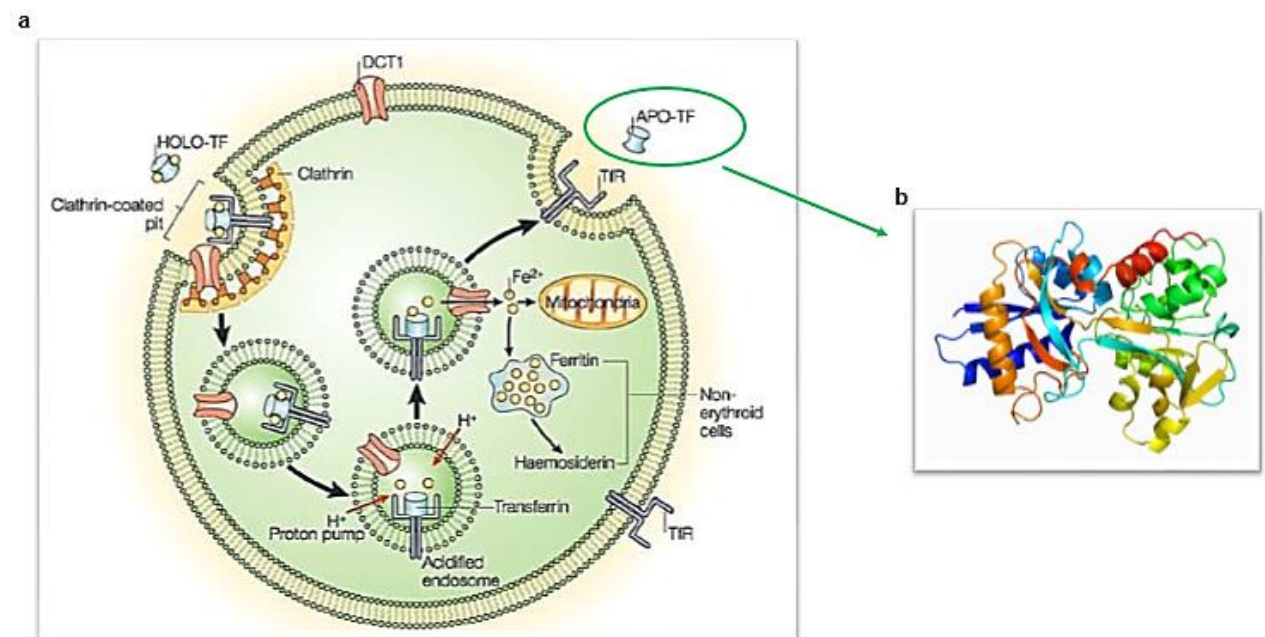 a
DCT1
HOLO-TF
APO-TF
Clathrin
TfR
Clathrin-coated
pit
b
Fe2+
Mitochondria
Ferritin
Non-
erythroid
cells
H+
Haemosiderin
Transferrin
H+
Proton pump
TfR
Acidified
endosome